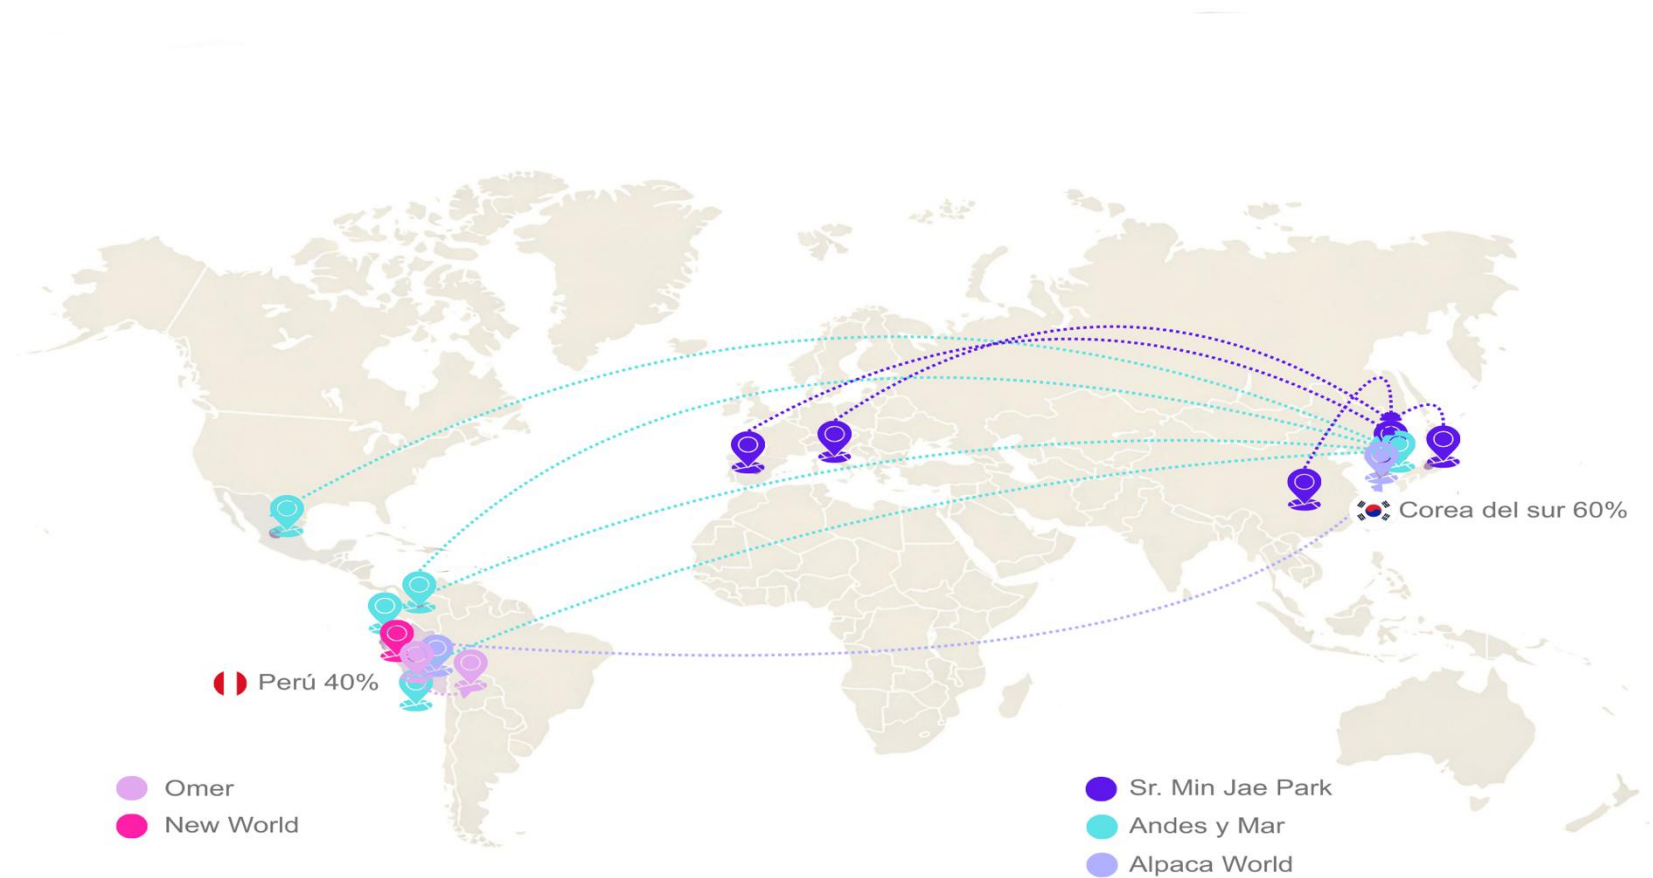 Corea del sur 60%
Perú 40%
Omer
New World
Sr. Min Jae Park
Andes y Mar
Alpaca World